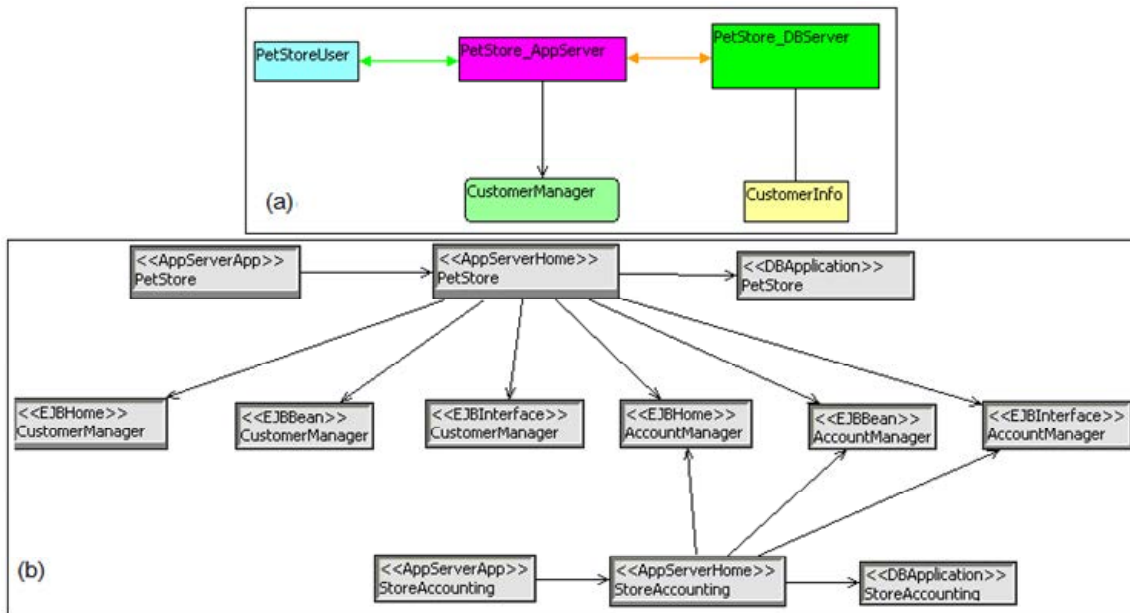 PetStoreUser
PetStore_AppServer
PetStore_DBServer
CustomerManager
CustomerInfo
(a)
<<AppServerApp>>
PetStore
<<AppServerHome>>
PetStore
<<DBApplication>>
PetStore
<<EJBHome>>
CustomerManager
<<EJBBean>>
CustomerManager
<<EJBInterface>>
CustomerManager
<<EJBHome>>
AccountManager
<<EJBBean>>
AccountManager
<<EJBInterface>>
AccountManager
(b)
<<AppServerApp>>
StoreAccounting
<<AppServerHome>>
StoreAccounting
<<DBApplication>>
StoreAccounting